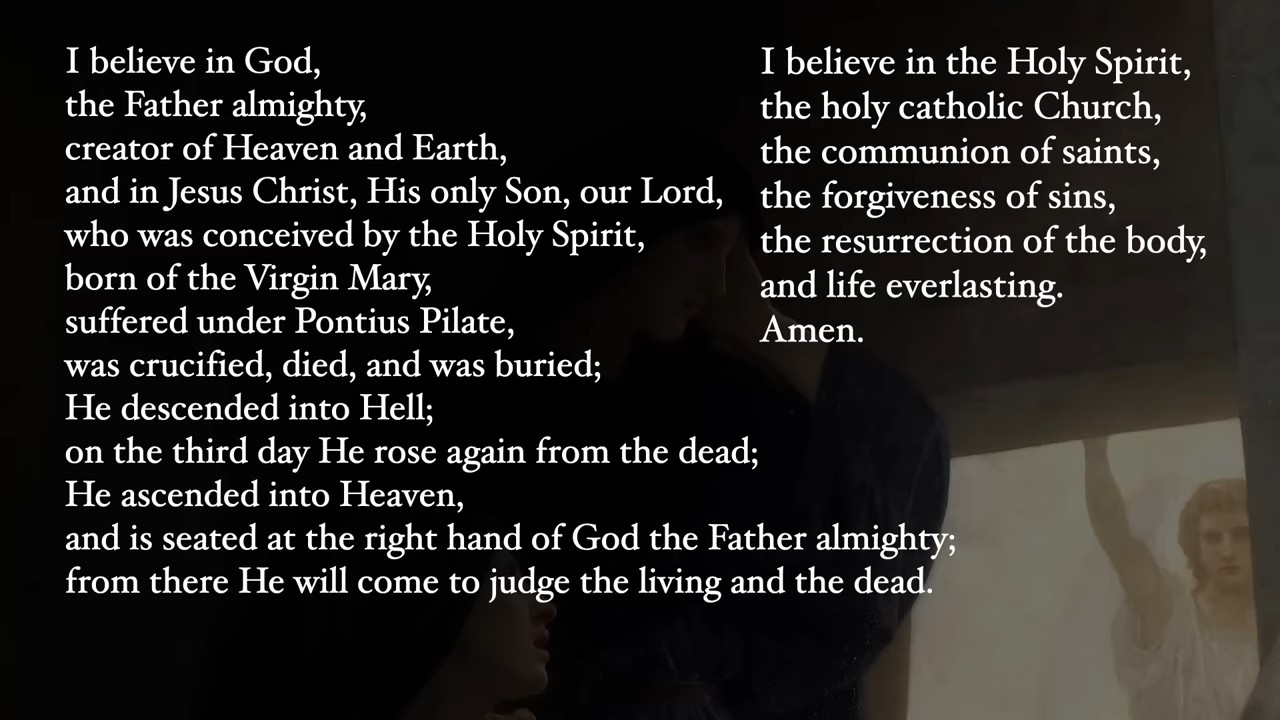 I believe in God,
the Father almighty,
creator of Heaven and Earth,
and in Jesus Christ, His only Son, our Lord,
who was conceived by the Holy Spirit,
born of the Virgin Mary,
suffered under Pontius Pilate,
was crucified, died, and was buried;
He descended into Hell;
on the third day He rose again from the dead;
He ascended into Heaven,
and is seated at the right hand of God the Father almighty;
from there He will come to judge the living and the dead.
I believe in the Holy Spirit,
the holy catholic Church,
the communion of saints,
the forgiveness of sins,
the resurrection of the body,
and life everlasting.
Amen.